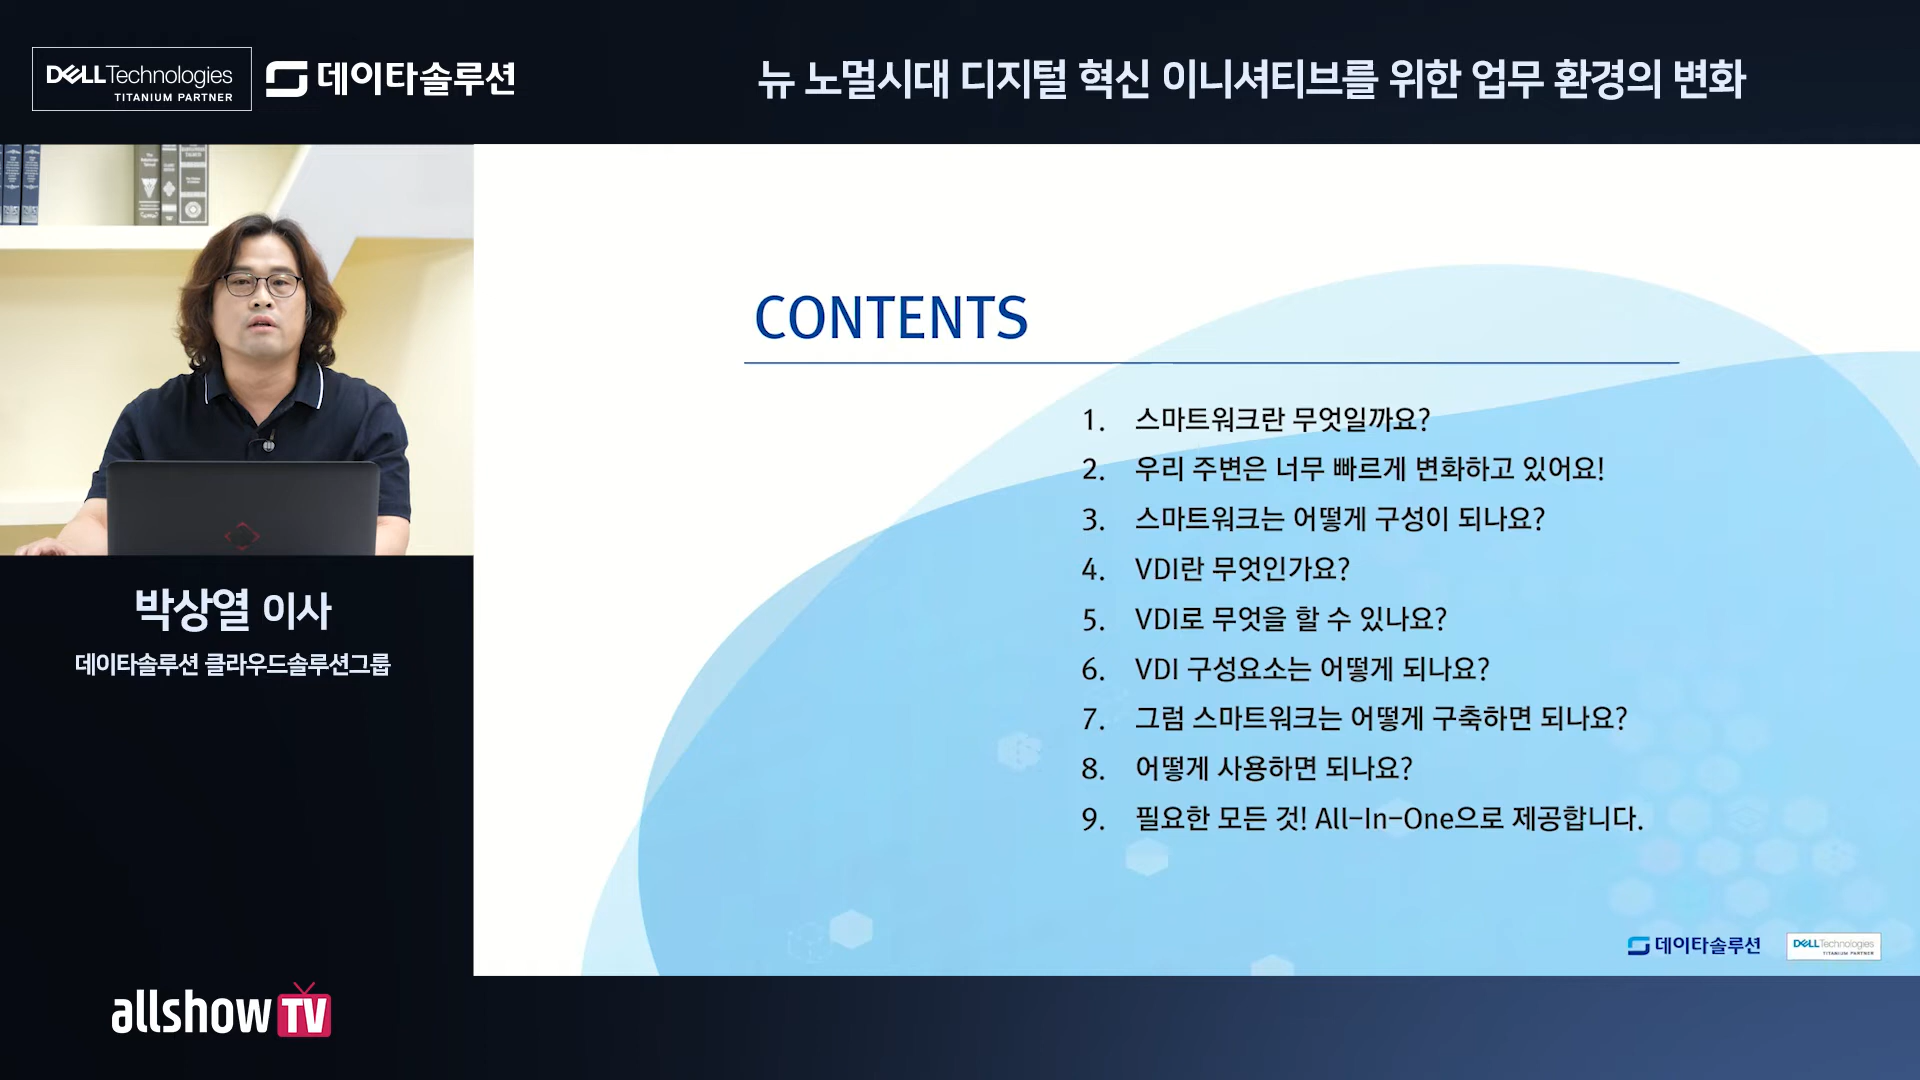 DELL Technologies
TITANIUM PARTNER
데이타솔루션
뉴 노멀시대 디지털 혁신 이니셔티브를 위한 업무 환경의 변화
CONTENTS
1. 스마트워크란 무엇일까요?
2. 우리 주변은 너무 빠르게 변화하고 있어요!
3. 스마트워크는 어떻게 구성이 되나요?
4. VDI란 무엇인가요?
5. VDI로 무엇을 할 수 있나요?
6. VDI 구성요소는 어떻게 되나요?
7. 그럼 스마트워크는 어떻게 구축하면 되나요?
8. 어떻게 사용하면 되나요?
9. 필요한 모든 것! All-In-One으로 제공합니다.
박상열 이사
데이타솔루션 클라우드솔루션그룹
데이타솔루션
DELL Technologies
TITANIUM PARTNER
allshow TV